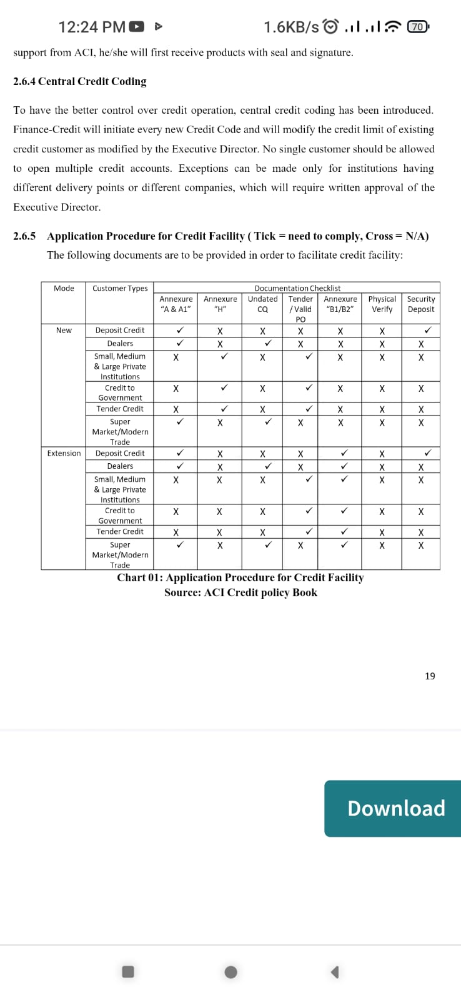 12:24 PM
1.6KB/s
70
support from ACI, he/she will first receive products with seal and signature.
2.6.4 Central Credit Coding
To have the better control over credit operation, central credit coding has been introduced.
Finance-Credit will initiate every new Credit Code and will modify the credit limit of existing
credit customer as modified by the Executive Director. No single customer should be allowed
to open multiple credit accounts. Exceptions can be made only for institutions having
different delivery points or different companies, which will require written approval of the
Executive Director.
2.6.5 Application Procedure for Credit Facility ( Tick = need to comply, Cross = N/A)
The following documents are to be provided in order to facilitate credit facility:
Mode Customer Types Documentation Checklist
Annexure Annexure Undated Tender Annexure Physical Security
"A & A1" "H" CQ / Valid "B1/B2" Verify Deposit
PO
New Deposit Credit ✓ X X X X X ✓
Dealers ✓ X ✓ X X X X
Small, Medium X ✓ X ✓ X X X
& Large Private
Institutions
Credit to X ✓ X ✓ X X X
Government
Tender Credit X ✓ X ✓ X X X
Super ✓ X ✓ X X X X
Market/Modern
Trade
Extension Deposit Credit ✓ X X X ✓ X ✓
Dealers ✓ X ✓ X ✓ X X
Small, Medium X X X ✓ ✓ X X
& Large Private
Institutions
Credit to X X X ✓ ✓ X X
Government
Tender Credit X X X ✓ ✓ X X
Super ✓ X ✓ X ✓ X X
Market/Modern
Trade
Chart 01: Application Procedure for Credit Facility
Source: ACI Credit policy Book
19
Download